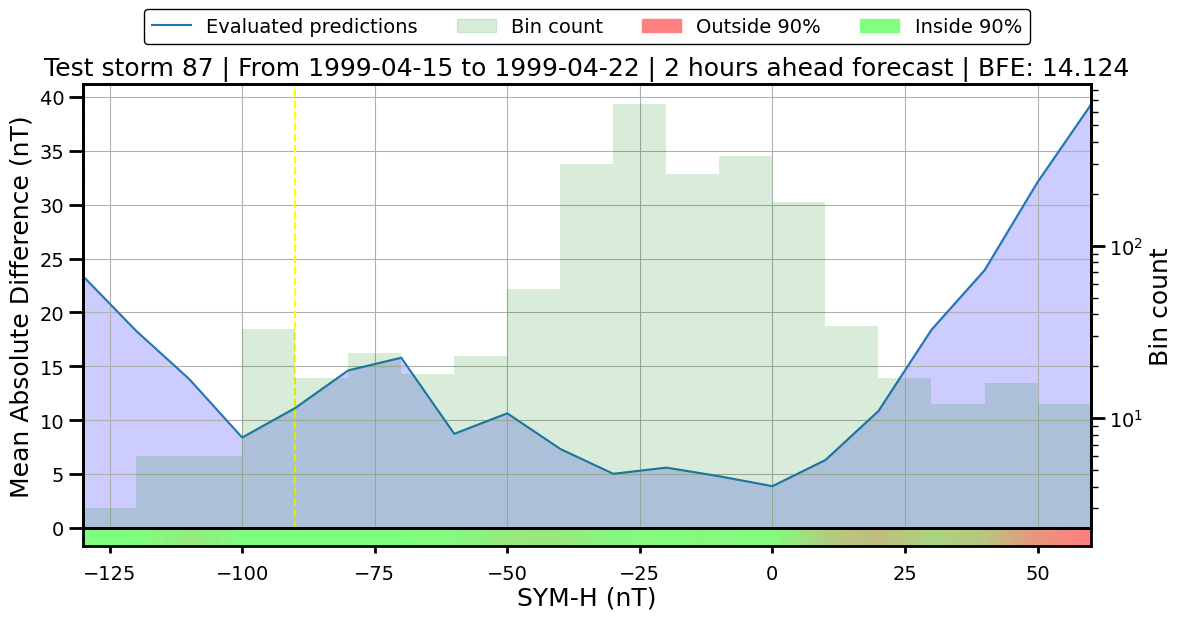 Evaluated predictions Bin count Outside 90% Inside 90%
Test storm 87 | From 1999-04-15 to 1999-04-22 | 2 hours ahead forecast | BFE: 14.124
Mean Absolute Difference (nT)
40
35
30
25
20
15
10
5
0
10²
10¹
Bin count
−125 −100 −75 −50 −25 0 25 50
SYM-H (nT)